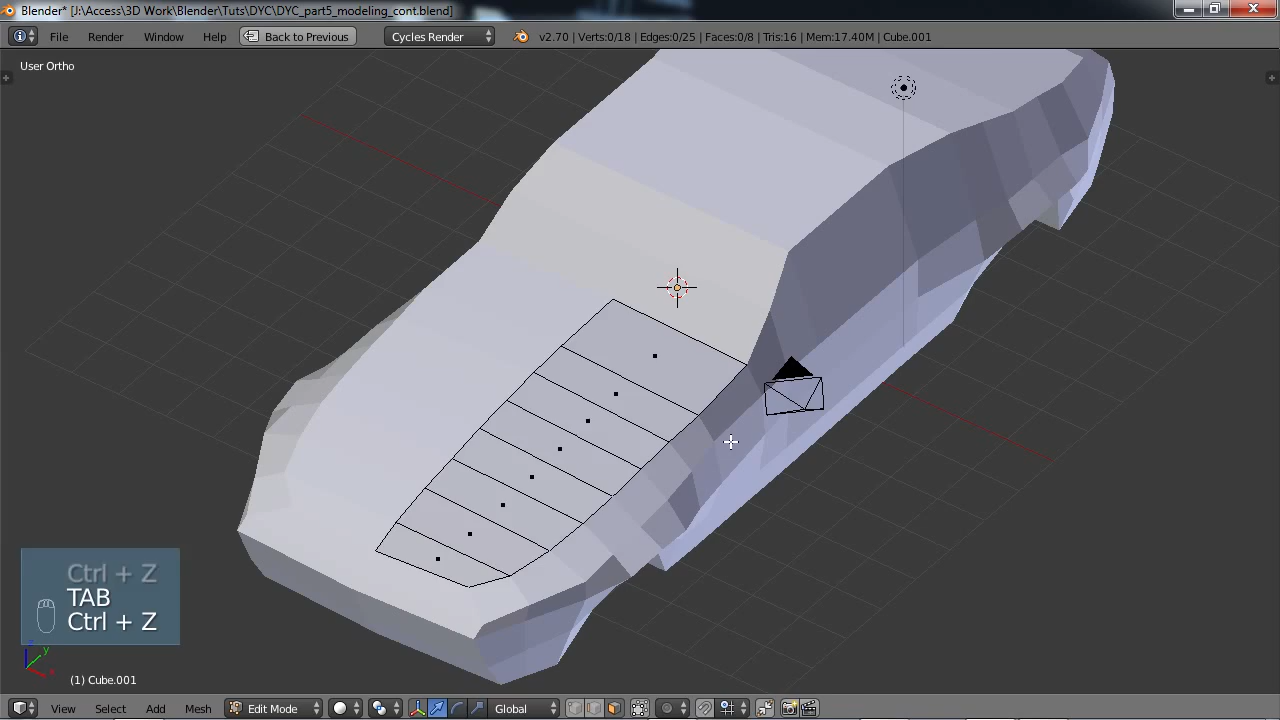 Blender* [J:\Access\3D Work\Blender\Tuts\DYC\DYC_part5_modeling_cont.blend]
File Render Window Help Back to Previous Cycles Render v2.70 | Verts:0/18 | Edges:0/25 | Faces:0/8 | Tris:16 | Mem:17.40M | Cube.001
User Ortho
Ctrl + Z
TAB
Ctrl + Z
z
y
x
(1) Cube.001
View Select Add Mesh Edit Mode Global